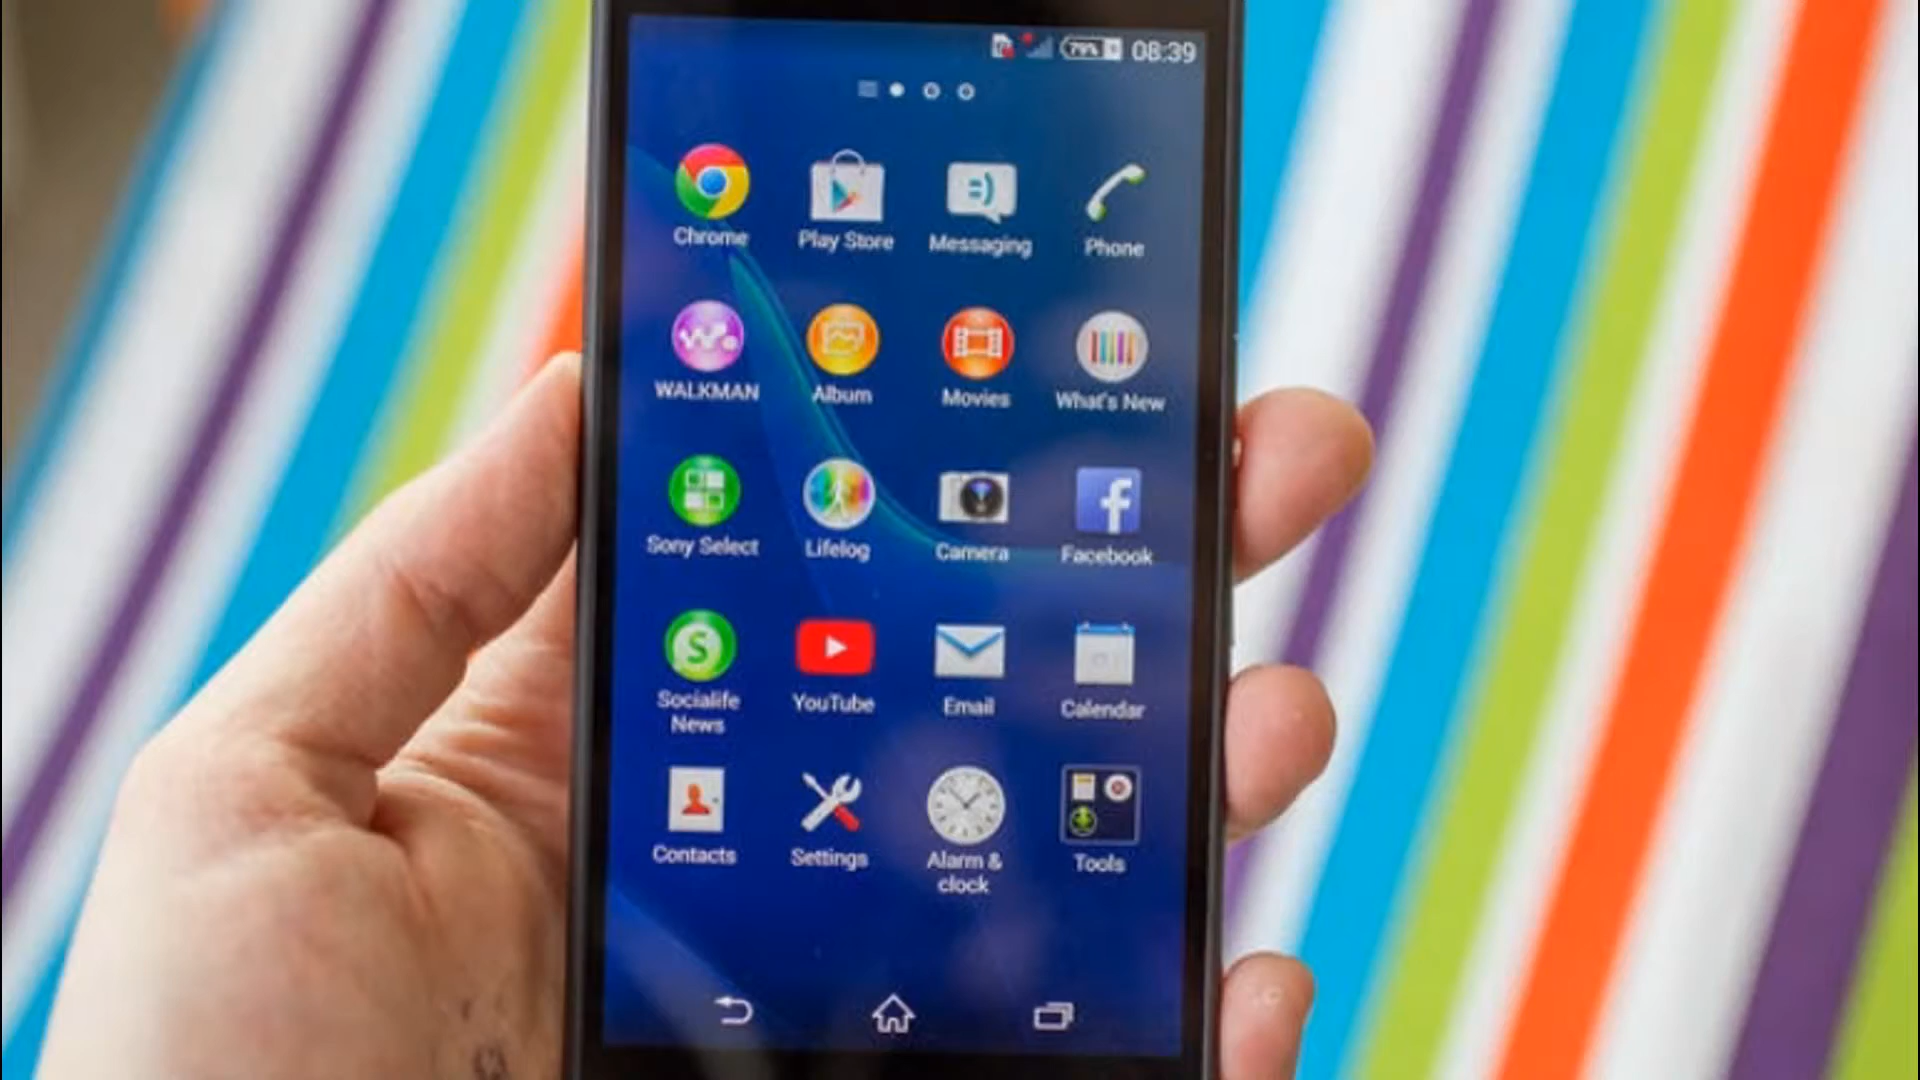 79% 08:39
Chrome Play Store Messaging Phone
WALKMAN Album Movies What's New
Sony Select Lifelog Camera Facebook
Socialife
News YouTube Email Calendar
Contacts Settings Alarm &
clock Tools